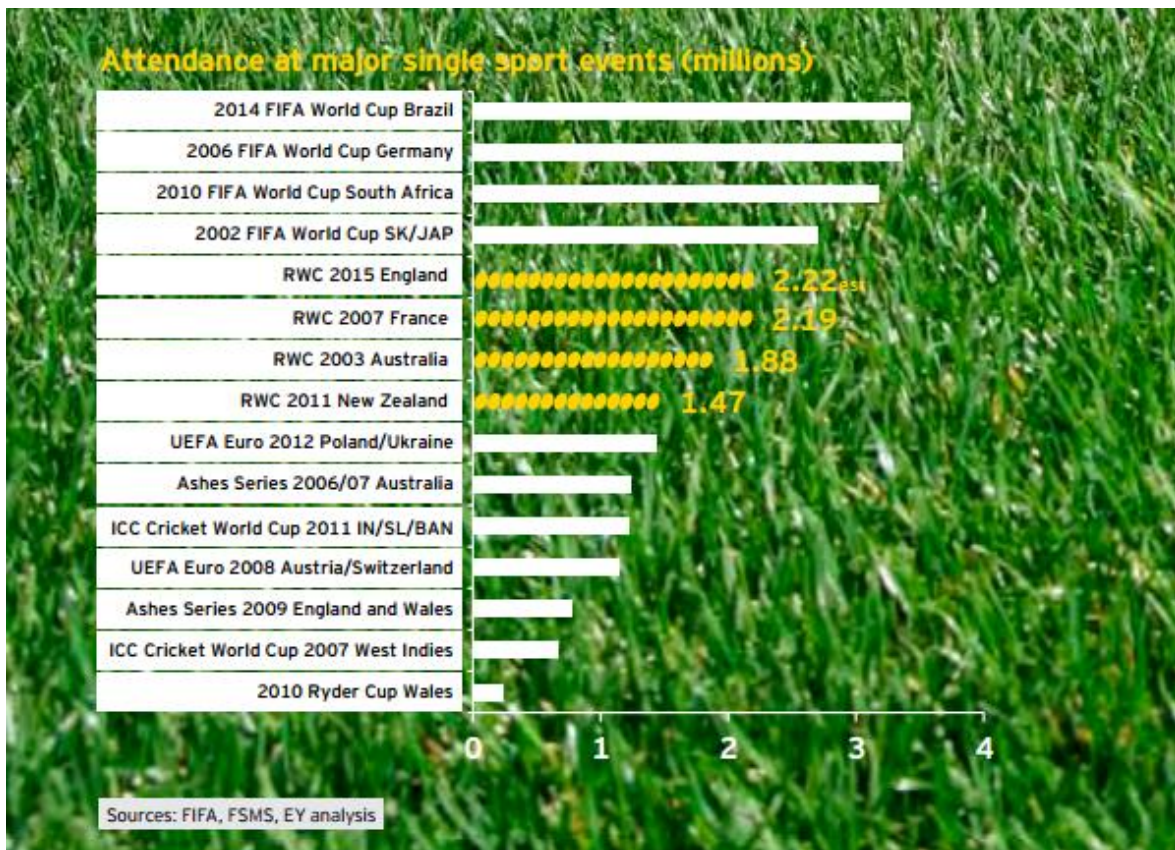 Attendance at major single sport events (millions)
2014 FIFA World Cup Brazil
2006 FIFA World Cup Germany
2010 FIFA World Cup South Africa
2002 FIFA World Cup SK/JAP
RWC 2015 England 2.22est
RWC 2007 France 2.19
RWC 2003 Australia 1.88
RWC 2011 New Zealand 1.47
UEFA Euro 2012 Poland/Ukraine
Ashes Series 2006/07 Australia
ICC Cricket World Cup 2011 IN/SL/BAN
UEFA Euro 2008 Austria/Switzerland
Ashes Series 2009 England and Wales
ICC Cricket World Cup 2007 West Indies
2010 Ryder Cup Wales
0 1 2 3 4
Sources: FIFA, FSMS, EY analysis